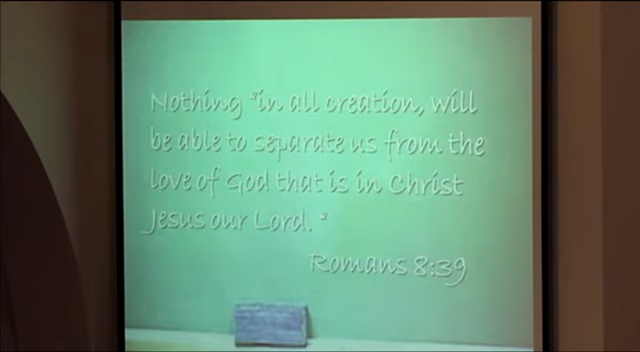 Nothing "in all creation, will
be able to separate us from the
love of God that is in Christ
Jesus our Lord. "
Romans 8:39